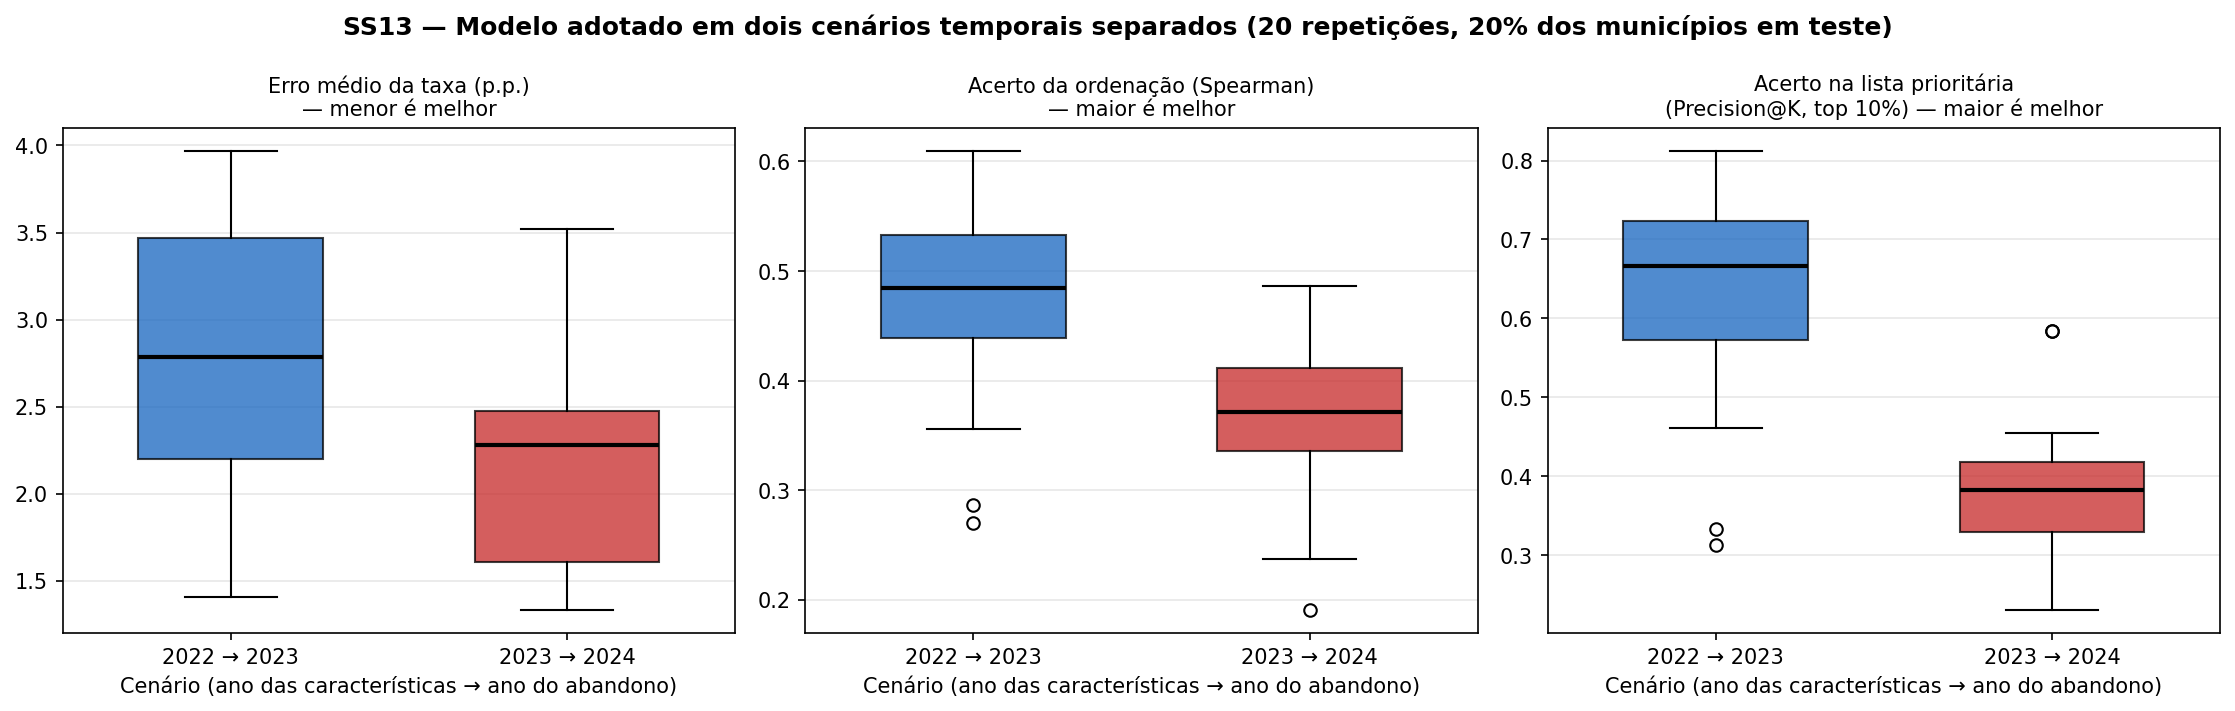 SS13 — Modelo adotado em dois cenários temporais separados (20 repetições, 20% dos municípios em teste)
Erro médio da taxa (p.p.)
— menor é melhor
4.0
3.5
3.0
2.5
2.0
1.5
2022 → 2023
2023 → 2024
Cenário (ano das características → ano do abandono)
Acerto da ordenação (Spearman)
— maior é melhor
0.6
0.5
0.4
0.3
0.2
2022 → 2023
2023 → 2024
Cenário (ano das características → ano do abandono)
Acerto na lista prioritária
(Precision@K, top 10%) — maior é melhor
0.8
0.7
0.6
0.5
0.4
0.3
2022 → 2023
2023 → 2024
Cenário (ano das características → ano do abandono)